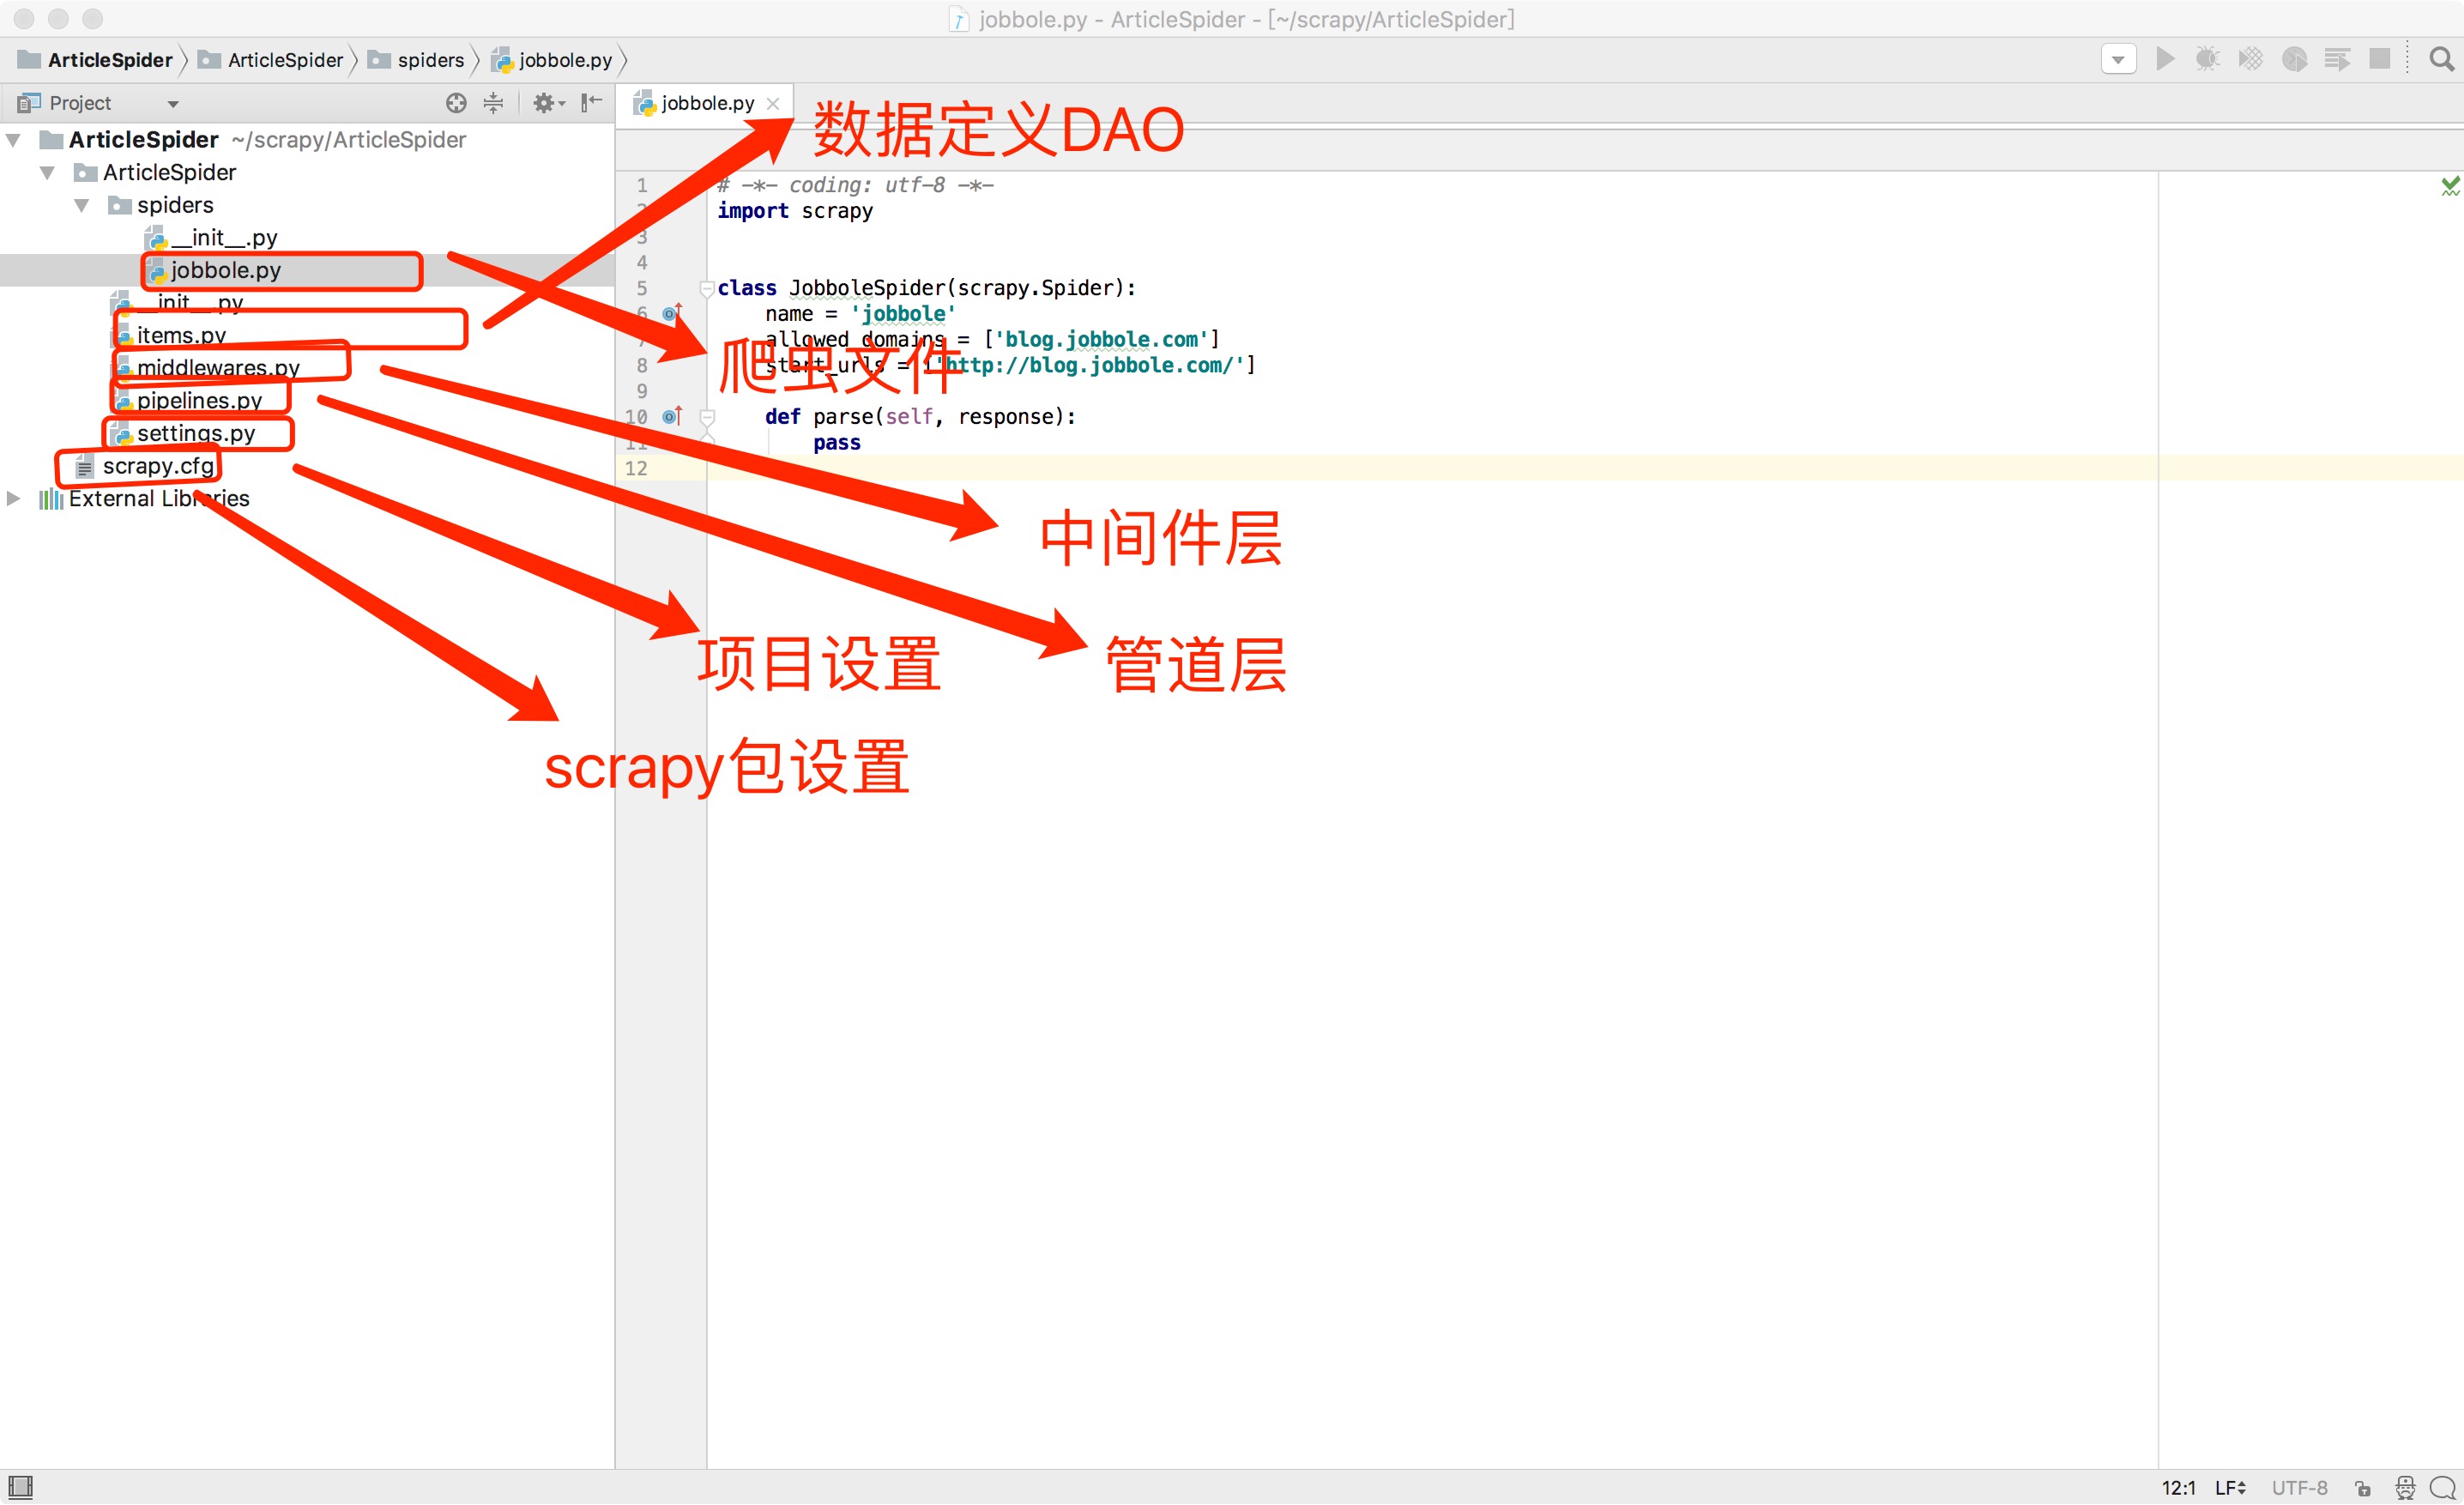 jobbole.py - ArticleSpider - [~/scrapy/ArticleSpider]
ArticleSpider ArticleSpider spiders jobbole.py
Project
jobbole.py
数据定义DAO
ArticleSpider ~/scrapy/ArticleSpider
ArticleSpider
spiders
__init__.py
jobbole.py
__init__.py
items.py
middlewares.py
pipelines.py
settings.py
scrapy.cfg
External Libraries
1 # -*- coding: utf-8 -*-
2 import scrapy
3
4
5 class JobboleSpider(scrapy.Spider):
6 name = 'jobbole'
7 allowed_domains = ['blog.jobbole.com']
8 start_urls = ['http://blog.jobbole.com/']
9
10 def parse(self, response):
11 pass
12
爬虫文件
中间件层
项目设置
管道层
scrapy包设置
12:1 LF UTF-8